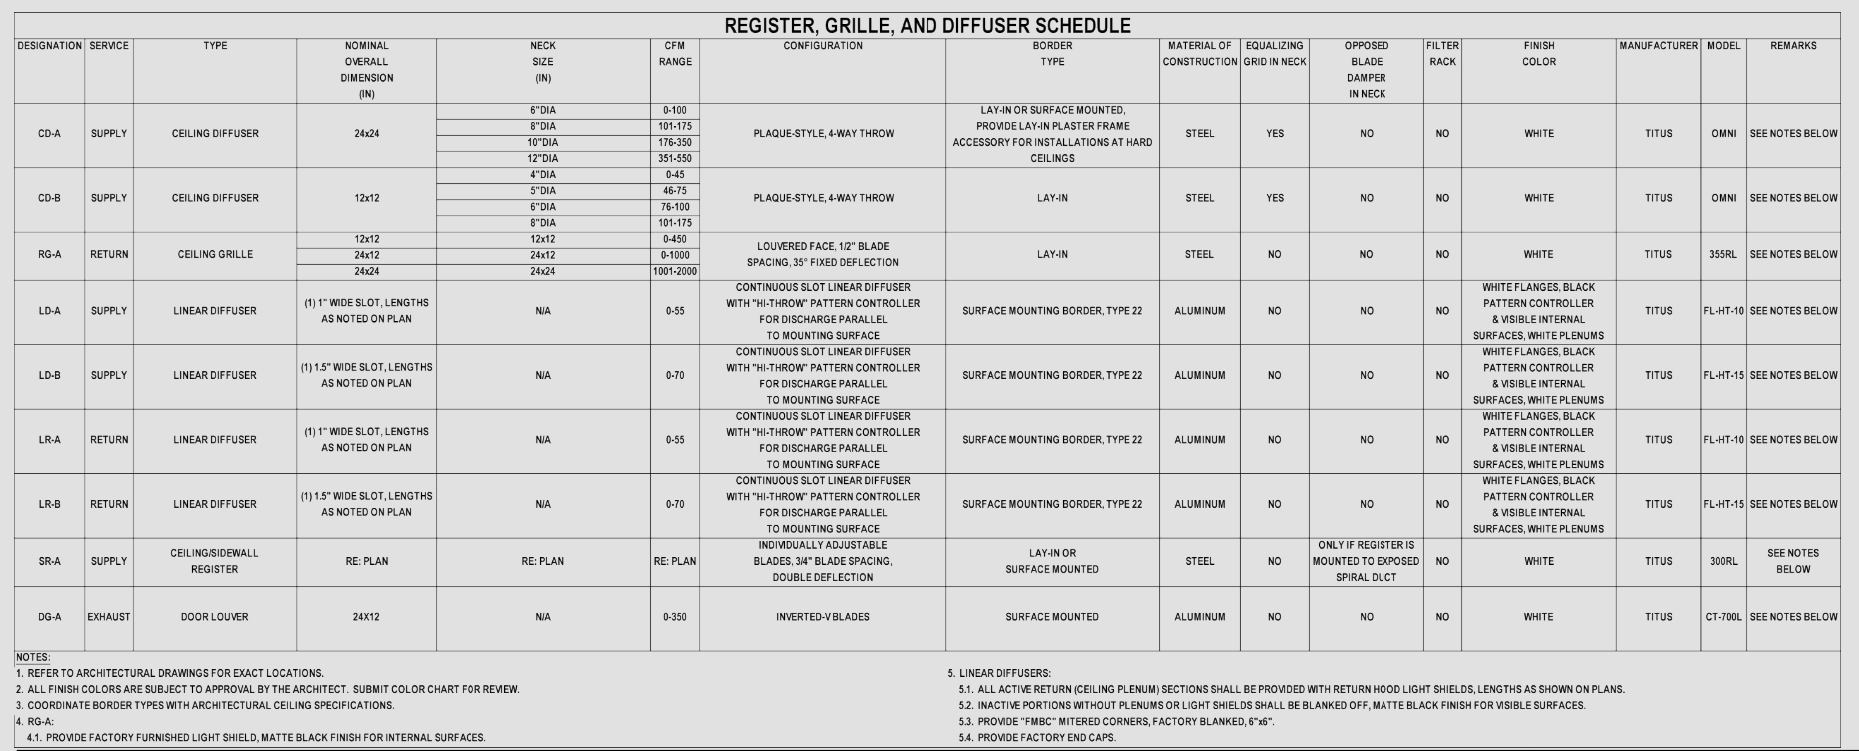 REGISTER, GRILLE, AND DIFFUSER SCHEDULE
DESIGNATION SERVICE TYPE NOMINAL OVERALL DIMENSION (IN) NECK SIZE (IN) CFM RANGE CONFIGURATION BORDER TYPE MATERIAL OF CONSTRUCTION EQUALIZING GRID IN NECK OPPOSED BLADE DAMPER IN NECK FILTER RACK FINISH COLOR MANUFACTURER MODEL REMARKS
CD-A SUPPLY CEILING DIFFUSER 24x24 6"DIA 0-100 8"DIA 101-175 10"DIA 176-350 12"DIA 351-550 PLAQUE-STYLE, 4-WAY THROW LAY-IN OR SURFACE MOUNTED, PROVIDE LAY-IN PLASTER FRAME ACCESSORY FOR INSTALLATIONS AT HARD CEILINGS STEEL YES NO NO WHITE TITUS OMNI SEE NOTES BELOW
CD-B SUPPLY CEILING DIFFUSER 12x12 4"DIA 0-45 5"DIA 46-75 6"DIA 76-100 8"DIA 101-175 PLAQUE-STYLE, 4-WAY THROW LAY-IN STEEL YES NO NO WHITE TITUS OMNI SEE NOTES BELOW
RG-A RETURN CEILING GRILLE 12x12 12x12 0-450 24x12 24x12 0-1000 24x24 24x24 1001-2000 LOUVERED FACE, 1/2" BLADE SPACING, 35° FIXED DEFLECTION LAY-IN STEEL NO NO NO WHITE TITUS 355RL SEE NOTES BELOW
LD-A SUPPLY LINEAR DIFFUSER (1) 1" WIDE SLOT, LENGTHS AS NOTED ON PLAN N/A 0-55 CONTINUOUS SLOT LINEAR DIFFUSER WITH "HI-THROW" PATTERN CONTROLLER FOR DISCHARGE PARALLEL TO MOUNTING SURFACE SURFACE MOUNTING BORDER, TYPE 22 ALUMINUM NO NO NO WHITE FLANGES, BLACK PATTERN CONTROLLER & VISIBLE INTERNAL SURFACES, WHITE PLENUMS TITUS FL-HT-10 SEE NOTES BELOW
LD-B SUPPLY LINEAR DIFFUSER (1) 1.5" WIDE SLOT, LENGTHS AS NOTED ON PLAN N/A 0-70 CONTINUOUS SLOT LINEAR DIFFUSER WITH "HI-THROW" PATTERN CONTROLLER FOR DISCHARGE PARALLEL TO MOUNTING SURFACE SURFACE MOUNTING BORDER, TYPE 22 ALUMINUM NO NO NO WHITE FLANGES, BLACK PATTERN CONTROLLER & VISIBLE INTERNAL SURFACES, WHITE PLENUMS TITUS FL-HT-15 SEE NOTES BELOW
LR-A RETURN LINEAR DIFFUSER (1) 1" WIDE SLOT, LENGTHS AS NOTED ON PLAN N/A 0-55 CONTINUOUS SLOT LINEAR DIFFUSER WITH "HI-THROW" PATTERN CONTROLLER FOR DISCHARGE PARALLEL TO MOUNTING SURFACE SURFACE MOUNTING BORDER, TYPE 22 ALUMINUM NO NO NO WHITE FLANGES, BLACK PATTERN CONTROLLER & VISIBLE INTERNAL SURFACES, WHITE PLENUMS TITUS FL-HT-10 SEE NOTES BELOW
LR-B RETURN LINEAR DIFFUSER (1) 1.5" WIDE SLOT, LENGTHS AS NOTED ON PLAN N/A 0-70 CONTINUOUS SLOT LINEAR DIFFUSER WITH "HI-THROW" PATTERN CONTROLLER FOR DISCHARGE PARALLEL TO MOUNTING SURFACE SURFACE MOUNTING BORDER, TYPE 22 ALUMINUM NO NO NO WHITE FLANGES, BLACK PATTERN CONTROLLER & VISIBLE INTERNAL SURFACES, WHITE PLENUMS TITUS FL-HT-15 SEE NOTES BELOW
SR-A SUPPLY CEILING/SIDEWALL REGISTER RE: PLAN RE: PLAN RE: PLAN INDIVIDUALLY ADJUSTABLE BLADES, 3/4" BLADE SPACING, DOUBLE DEFLECTION LAY-IN OR SURFACE MOUNTED STEEL NO ONLY IF REGISTER IS MOUNTED TO EXPOSED SPIRAL DUCT NO WHITE TITUS 300RL SEE NOTES BELOW
DG-A EXHAUST DOOR LOUVER 24X12 N/A 0-350 INVERTED-V BLADES SURFACE MOUNTED ALUMINUM NO NO NO WHITE TITUS CT-700L SEE NOTES BELOW
NOTES:
1. REFER TO ARCHITECTURAL DRAWINGS FOR EXACT LOCATIONS.
2. ALL FINISH COLORS ARE SUBJECT TO APPROVAL BY THE ARCHITECT. SUBMIT COLOR CHART FOR REVIEW.
3. COORDINATE BORDER TYPES WITH ARCHITECTURAL CEILING SPECIFICATIONS.
4. RG-A:
4.1. PROVIDE FACTORY FURNISHED LIGHT SHIELD, MATTE BLACK FINISH FOR INTERNAL SURFACES.
5. LINEAR DIFFUSERS:
5.1. ALL ACTIVE RETURN (CEILING PLENUM) SECTIONS SHALL BE PROVIDED WITH RETURN HOOD LIGHT SHIELDS, LENGTHS AS SHOWN ON PLANS.
5.2. INACTIVE PORTIONS WITHOUT PLENUMS OR LIGHT SHIELDS SHALL BE BLANKED OFF, MATTE BLACK FINISH FOR VISIBLE SURFACES.
5.3. PROVIDE "FMBC" MITERED CORNERS, FACTORY BLANKED, 6"x6".
5.4. PROVIDE FACTORY END CAPS.